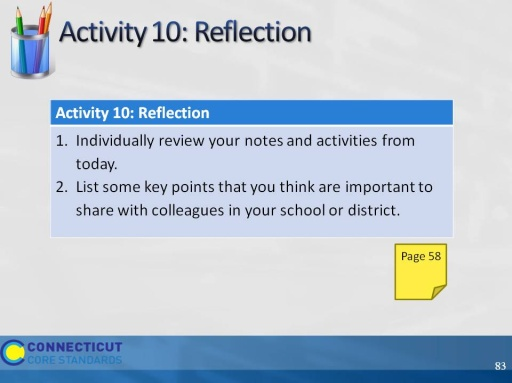 Activity 10: Reflection
Activity 10: Reflection
1. Individually review your notes and activities from
today.
2. List some key points that you think are important to
share with colleagues in your school or district.
Page 58
CONNECTICUT
CORE STANDARDS
83